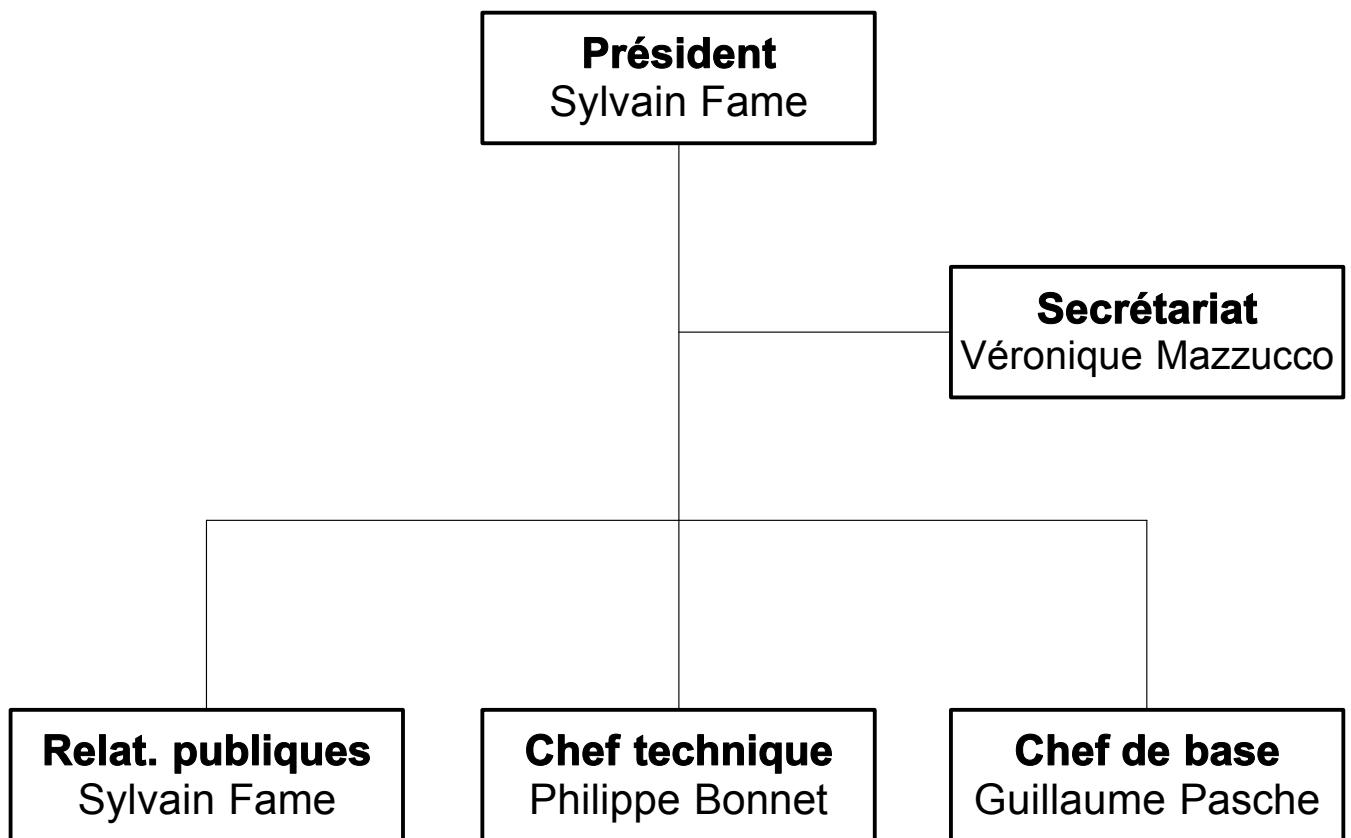 Président
Sylvain Fame
Secrétariat
Véronique Mazzucco
Relat. publiques
Sylvain Fame
Chef technique
Philippe Bonnet
Chef de base
Guillaume Pasche